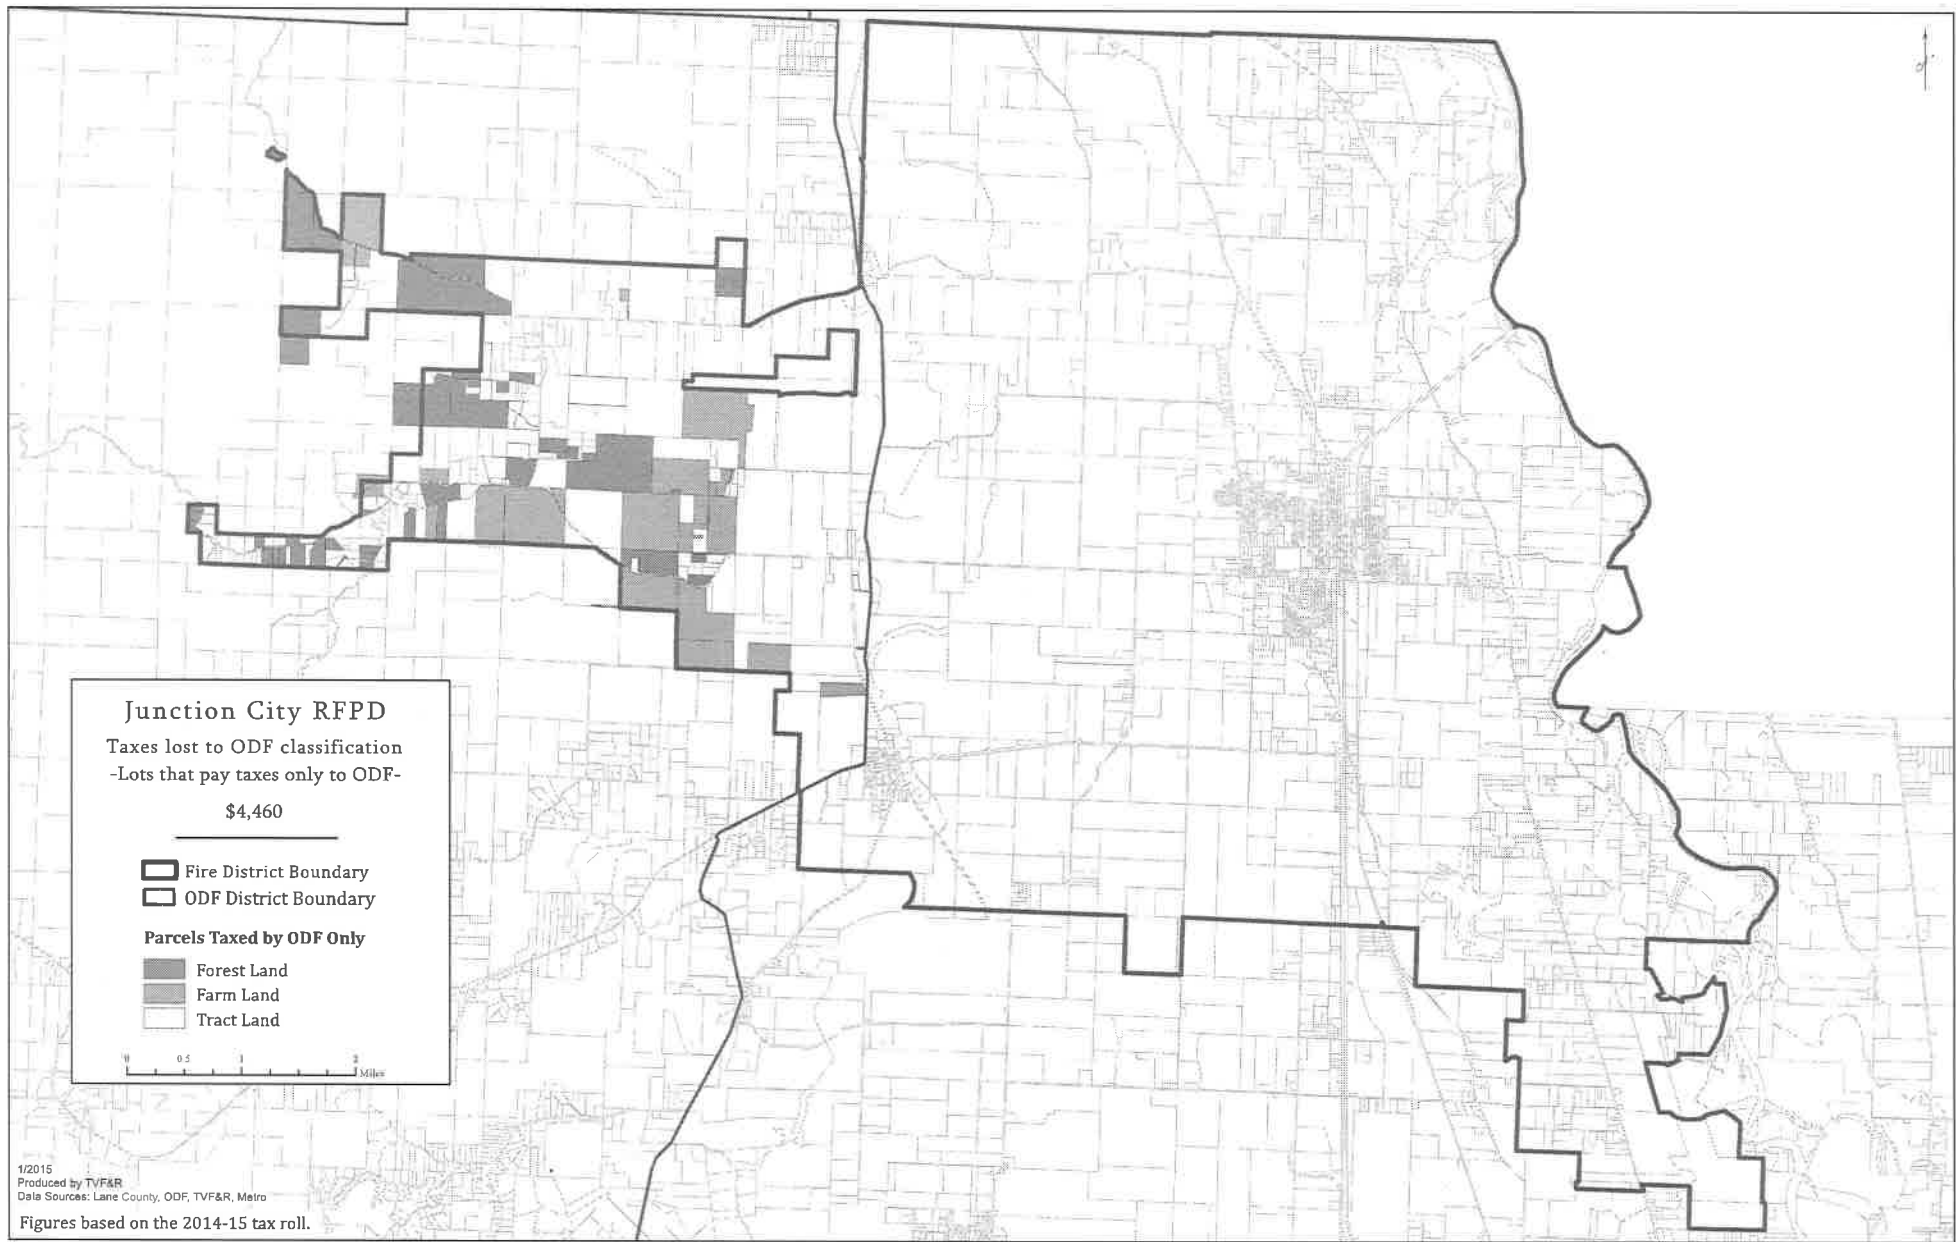 Junction City RFPD
Taxes lost to ODF classification
-Lots that pay taxes only to ODF-
$4,460
Fire District Boundary
ODF District Boundary
Parcels Taxed by ODF Only
Forest Land
Farm Land
Tract Land
0 0.5 1 2
Miles
1/2015
Produced by TVF&R
Data Sources: Lane County, ODF, TVF&R, Metro
Figures based on the 2014-15 tax roll.